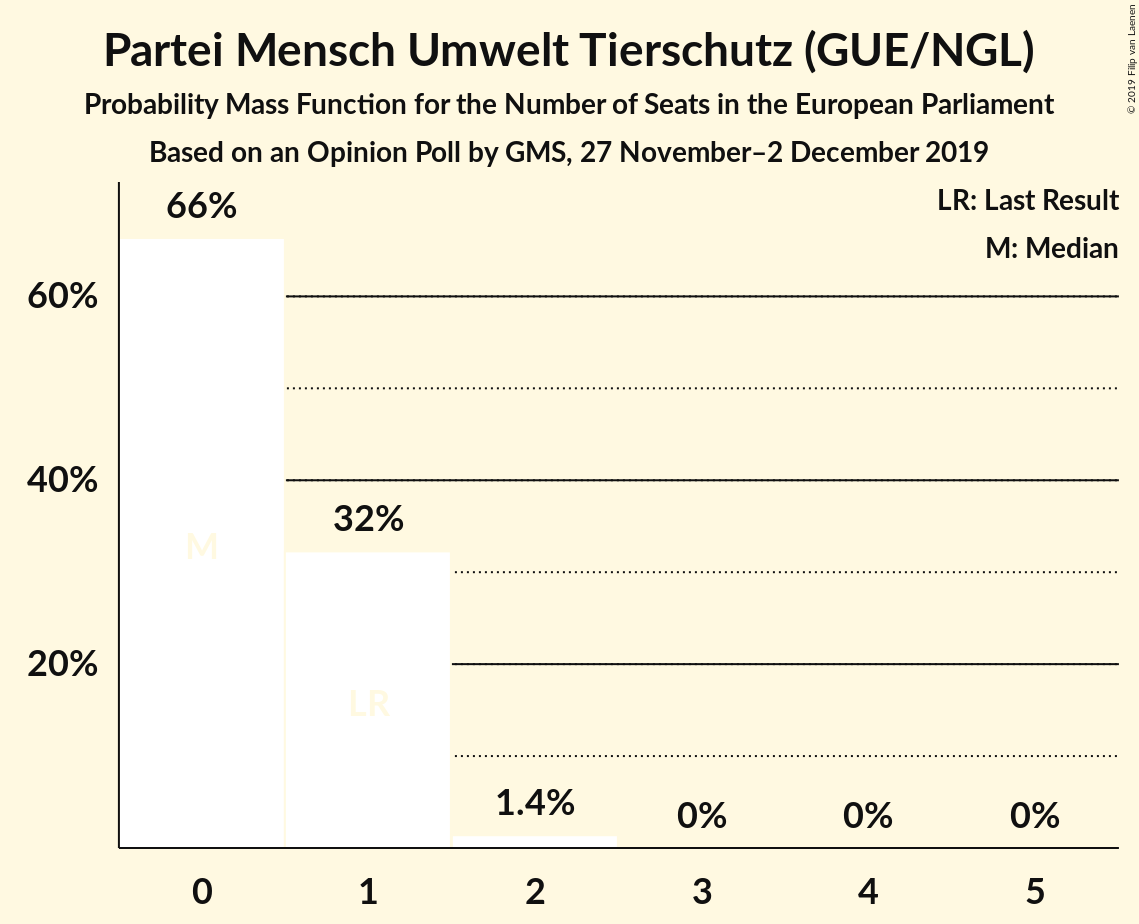 Partei Mensch Umwelt Tierschutz (GUE/NGL)
Probability Mass Function for the Number of Seats in the European Parliament
Based on an Opinion Poll by GMS, 27 November–2 December 2019
© 2019 Filip van Laenen
LR: Last Result
M: Median
66%
60%
40%
32%
M
20%
LR
1.4%
0%
0%
0%
0
1
2
3
4
5